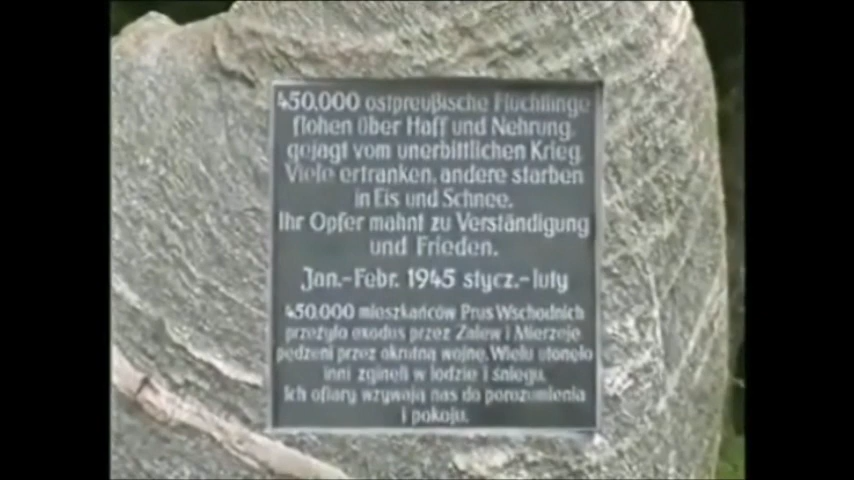 450.000 ostpreußische Flüchtlinge
flohen über Haff und Nehrung,
gejagt vom unerbittlichen Krieg.
Viele ertranken, andere starben
in Eis und Schnee.
Ihr Opfer mahnt zu Verständigung
und Frieden.
Jan.-Febr. 1945 stycz.-luty
450.000 mieszkańców Prus Wschodnich
przeżyło exodus przez Zalew i Mierzeję
pędzeni przez okrutną wojnę. Wielu utonęło
inni zginęli w lodzie i śniegu.
Ich ofiary wzywają nas do porozumienia
i pokoju.